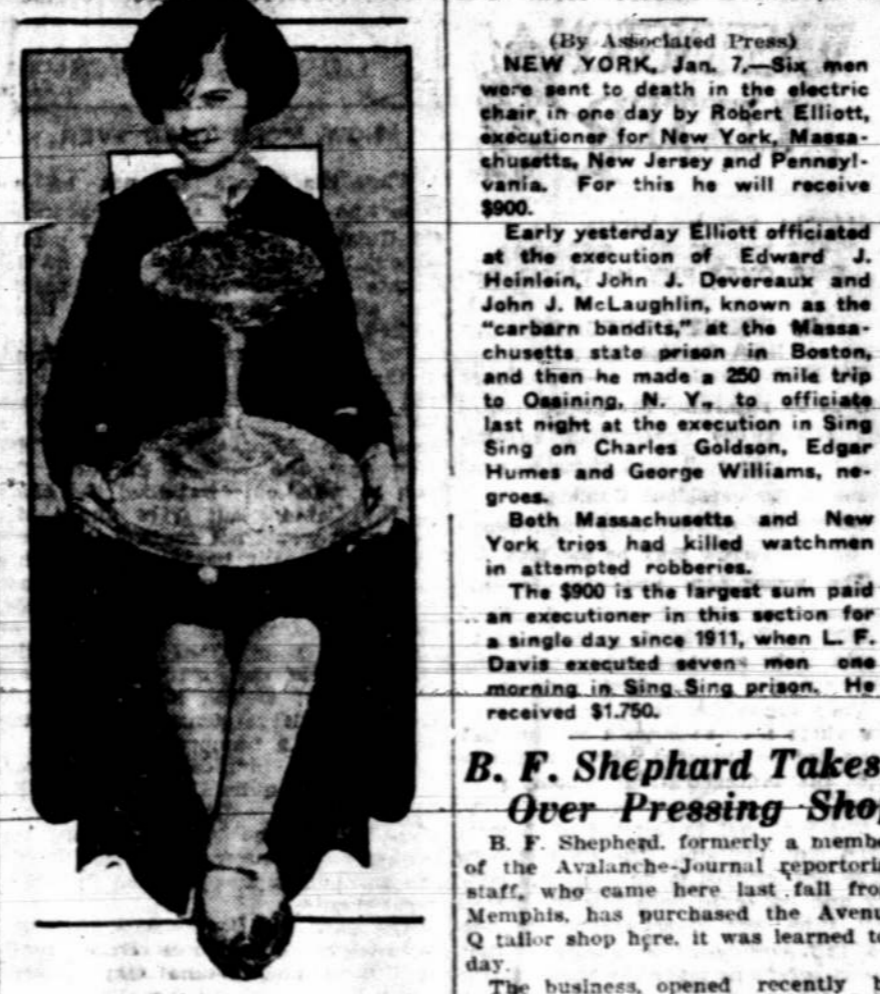 (By Associated Press)
NEW YORK, Jan. 7.—Six men
were sent to death in the electric
chair in one day by Robert Elliott,
executioner for New York, Massa-
chusetts, New Jersey and Pennsyl-
vania. For this he will receive
$900.
Early yesterday Elliott officiated
at the execution of Edward J.
Heinlein, John J. Devereaux and
John J. McLaughlin, known as the
"carbarn bandits," at the Massa-
chusetts state prison in Boston,
and then he made a 250 mile trip
to Ossining, N. Y., to officiate
last night at the execution in Sing
Sing on Charles Goldson, Edgar
Humes and George Williams, ne-
groes.
Both Massachusetts and New
York trios had killed watchmen
in attempted robberies.
The $900 is the largest sum paid
an executioner in this section for
a single day since 1911, when L. F.
Davis executed seven men one
morning in Sing Sing prison. He
received $1.750.
B. F. Shephard Takes
Over Pressing Sho
B. F. Shepherd, formerly a membe
of the Avalanche-Journal reportoria
staff, who came here last fall fro
Memphis, has purchased the Avenu
Q tailor shop here, it was learned to
day.
The business, opened recently b